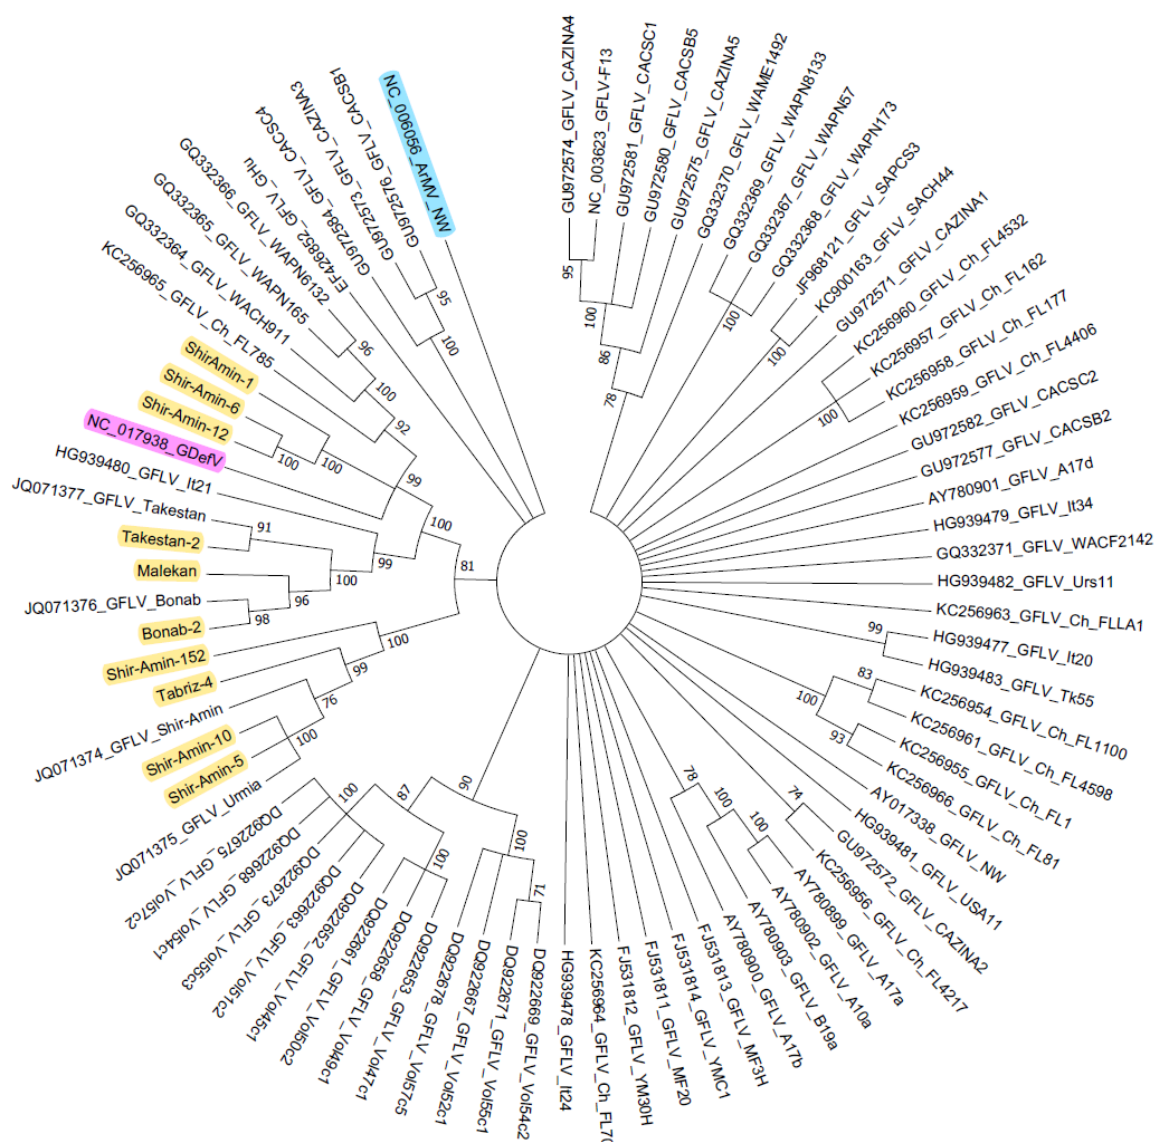 GU972574_GFLV_CAZINA4
NC_003623_GFLV-F13
GU972581_GFLV_CACSC1
GU972580_GFLV_CACSB5
GU972575_GFLV_CAZINA5
GQ332370_GFLV_WAME1492
GQ332369_GFLV_WAPN8133
GQ332367_GFLV_WAPN57
GQ332368_GFLV_WAPN173
JF968121_GFLV_SAPCS3
KC900163_GFLV_SACH44
GU972571_GFLV_CAZINA1
KC256960_GFLV_Ch_FL4532
KC256957_GFLV_Ch_FL162
KC256958_GFLV_Ch_FL177
KC256959_GFLV_Ch_FL4406
GU972582_GFLV_CACSC2
GU972577_GFLV_CACSB2
AY780901_GFLV_A17d
HG939479_GFLV_It34
GQ332371_GFLV_WACF2142
HG939482_GFLV_Urs11
KC256963_GFLV_Ch_FLLA1
HG939477_GFLV_It20
HG939483_GFLV_Tk55
KC256954_GFLV_Ch_FL1100
KC256961_GFLV_Ch_FL4598
KC256955_GFLV_Ch_FL1
KC256966_GFLV_Ch_FL81
AY017338_GFLV_NW
HG939481_GFLV_USA11
GU972572_GFLV_CAZINA2
KC256956_GFLV_Ch_FL4217
AY780899_GFLV_A17a
AY780902_GFLV_A10a
AY780903_GFLV_B19a
AY780900_GFLV_A17b
FJ531813_GFLV_MF3H
FJ531814_GFLV_YMC1
FJ531811_GFLV_MF20
FJ531812_GFLV_YM30H
KC256964_GFLV_Ch_FL70
HG939478_GFLV_It24
DQ922669_GFLV_Vol54c2
DQ922671_GFLV_Vol55c1
DQ922667_GFLV_Vol52c1
DQ922678_GFLV_Vol57c5
DQ922653_GFLV_Vol47c1
DQ922658_GFLV_Vol49c1
DQ922661_GFLV_Vol50c2
DQ922652_GFLV_Vol45c1
DQ922663_GFLV_Vol51c2
DQ922673_GFLV_Vol55c3
DQ922668_GFLV_Vol54c1
DQ922675_GFLV_Vol57c2
JQ071375_GFLV_Urmia
Shir-Amin-5
Shir-Amin-10
JQ071374_GFLV_Shir-Amin
Tabriz-4
Shir-Amin-152
Bonab-2
JQ071376_GFLV_Bonab
Malekan
Takestan-2
JQ071377_GFLV_Takestan
HG939480_GFLV_It21
NC_017938_GDefV
Shir-Amin-12
Shir-Amin-6
ShirAmin-1
KC256965_GFLV_Ch_FL785
GQ332364_GFLV_WACH911
GQ332365_GFLV_WAPN165
GQ332366_GFLV_WAPN6132
EF426852_GFLV_GHu
GU972584_GFLV_CACSC4
GU972573_GFLV_CAZINA3
GU972576_GFLV_CACSB1
NC_006056_ArMV_NW
95
100
86
78
100
100
100
99
83
100
93
74
78
100
100
71
100
90
87
100
100
100
76
99
100
98
96
100
91
99
81
100
99
100
100
92
100
96
100
95